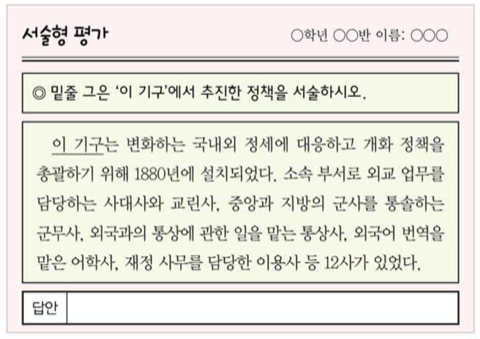 서술형 평가 ○학년 ○○반 이름: ○○○
◎ 밑줄 그은 '이 기구'에서 추진한 정책을 서술하시오.
이 기구는 변화하는 국내외 정세에 대응하고 개화 정책을
총괄하기 위해 1880년에 설치되었다. 소속 부서로 외교 업무를
담당하는 사대사와 교린사, 중앙과 지방의 군사를 통솔하는
군무사, 외국과의 통상에 관한 일을 맡는 통상사, 외국어 번역을
맡은 어학사, 재정 사무를 담당한 이용사 등 12사가 있었다.
답안